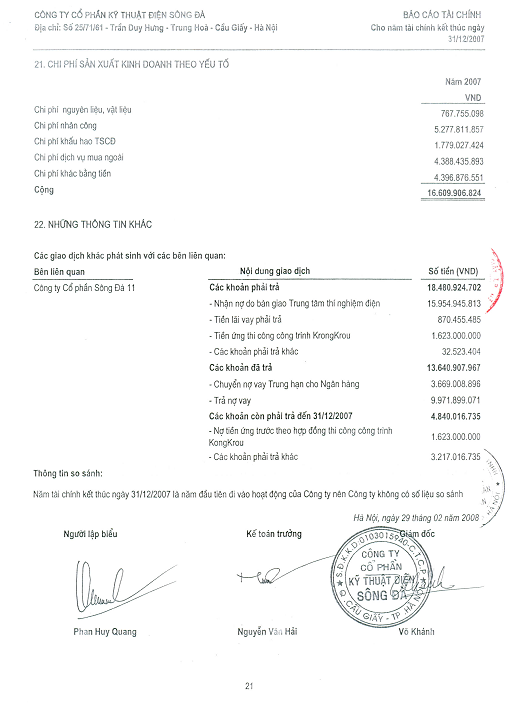 CÔNG TY CỔ PHẦN KỸ THUẬT ĐIỆN SÔNG ĐÀ
Địa chỉ: Số 25/71/61 - Trần Duy Hưng - Trung Hoà - Cầu Giấy - Hà Nội
BÁO CÁO TÀI CHÍNH
Cho năm tài chính kết thúc ngày
31/12/2007
21. CHI PHÍ SẢN XUẤT KINH DOANH THEO YẾU TỐ
Năm 2007
VND
Chi phí nguyên liệu, vật liệu 767.755.098
Chi phí nhân công 5.277.811.857
Chi phí khấu hao TSCĐ 1.779.027.424
Chi phí dịch vụ mua ngoài 4.388.435.893
Chi phí khác bằng tiền 4.396.876.551
Cộng 16.609.906.824
22. NHỮNG THÔNG TIN KHÁC
Các giao dịch khác phát sinh với các bên liên quan:
Bên liên quan Nội dung giao dịch Số tiền (VND)
Công ty Cổ phần Sông Đà 11 Các khoản phải trả 18.480.924.702
- Nhận nợ do bàn giao Trung tâm thí nghiệm điện 15.954.945.813
- Tiền lãi vay phải trả 870.455.485
- Tiền ứng thi công công trình KrongKrou 1.623.000.000
- Các khoản phải trả khác 32.523.404
Các khoản đã trả 13.640.907.967
- Chuyển nợ vay Trung hạn cho Ngân hàng 3.669.008.896
- Trả nợ vay 9.971.899.071
Các khoản còn phải trả đến 31/12/2007 4.840.016.735
- Nợ tiền ứng trước theo hợp đồng thi công công trình
KongKrou 1.623.000.000
- Các khoản phải trả khác 3.217.016.735
Thông tin so sánh:
Năm tài chính kết thúc ngày 31/12/2007 là năm đầu tiên đi vào hoạt động của Công ty nên Công ty không có số liệu so sánh
Hà Nội, ngày 29 tháng 02 năm 2008
Người lập biểu Kế toán trưởng Giám đốc
S.Đ.K.K.D:0103015940-C.T.C.P
CÔNG TY
CỔ PHẦN
KỸ THUẬT ĐIỆN
SÔNG ĐÀ
Q. CẦU GIẤY - TP. HÀ NỘI
Phan Huy Quang Nguyễn Văn Hải Võ Khánh
21